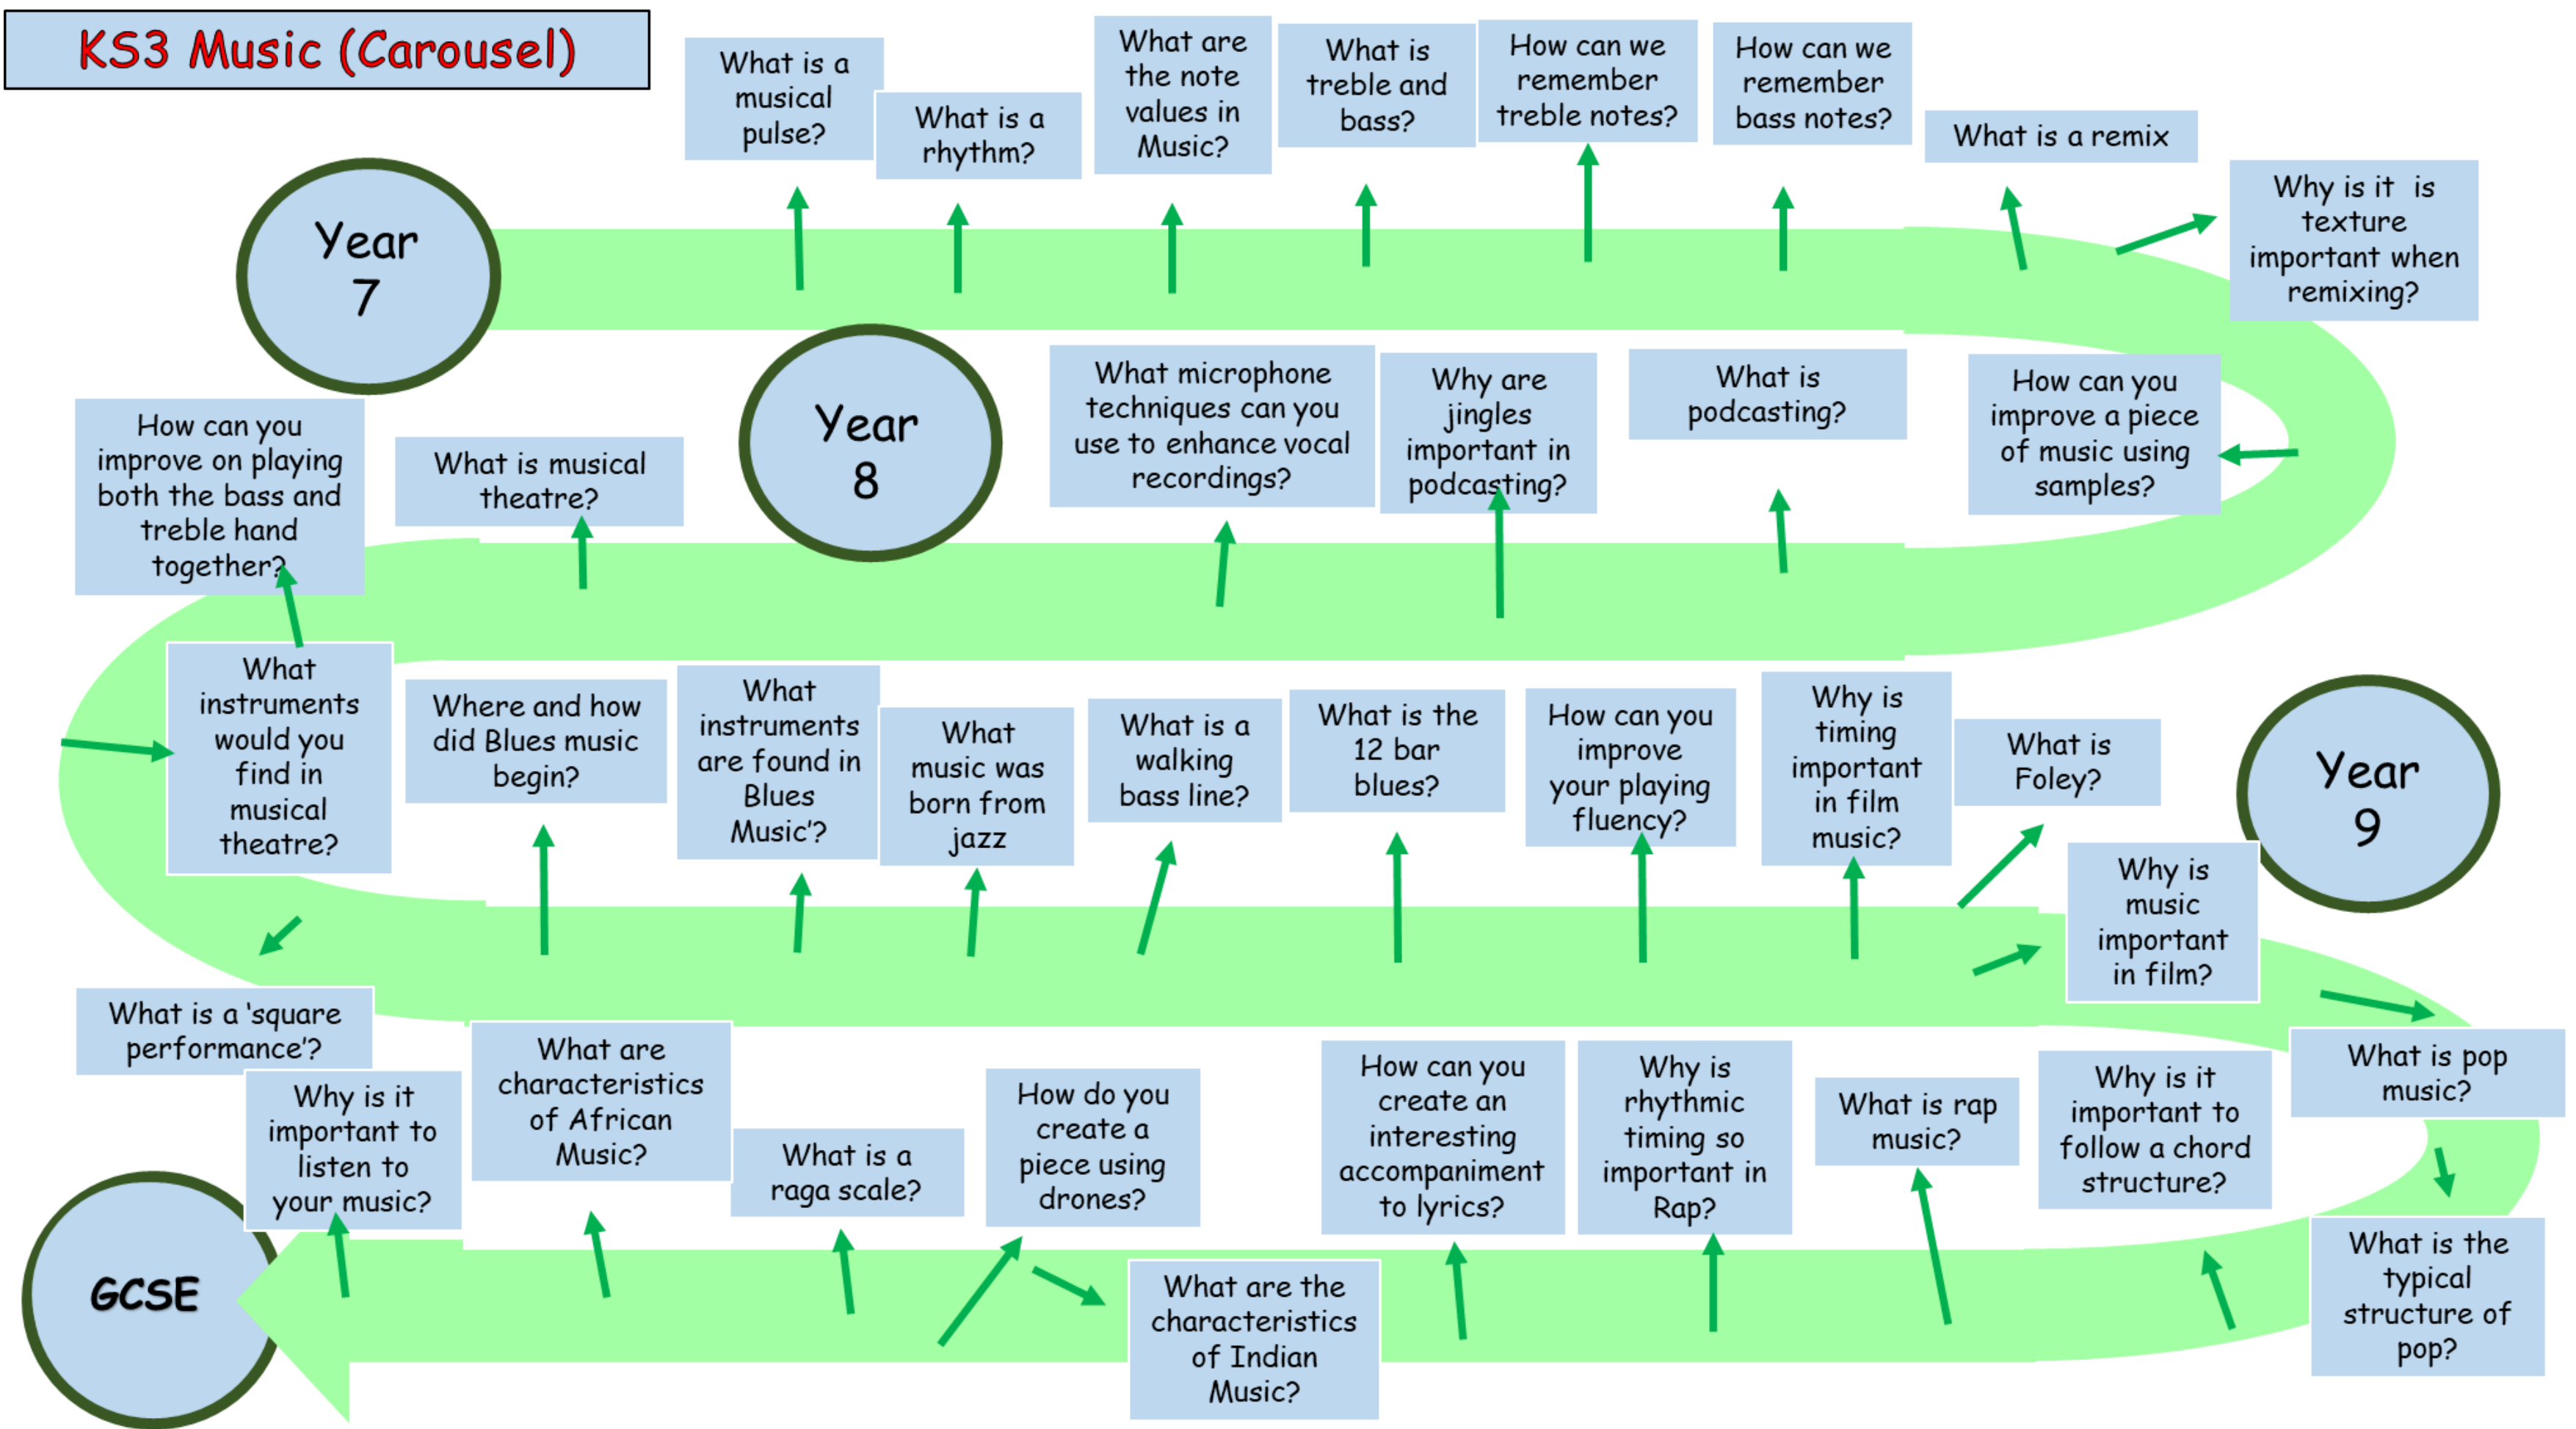 KS3 Music (Carousel)
Year
7
What is a
musical
pulse?
What is a
rhythm?
What are
the note
values in
Music?
What is
treble and
bass?
How can we
remember
treble notes?
How can we
remember
bass notes?
What is a remix
Why is it  is
texture
important when
remixing?
How can you
improve a piece
of music using
samples?
What is
podcasting?
Why are
jingles
important in
podcasting?
What microphone
techniques can you
use to enhance vocal
recordings?
Year
8
What is musical
theatre?
How can you
improve on playing
both the bass and
treble hand
together?
What
instruments
would you
find in
musical
theatre?
What is a 'square
performance'?
Where and how
did Blues music
begin?
What
instruments
are found in
Blues
Music'?
What
music was
born from
jazz
What is a
walking
bass line?
What is the
12 bar
blues?
How can you
improve
your playing
fluency?
Why is
timing
important
in film
music?
What is
Foley?
Why is
music
important
in film?
Year
9
What is pop
music?
What is the
typical
structure of
pop?
Why is it
important to
follow a chord
structure?
What is rap
music?
Why is
rhythmic
timing so
important in
Rap?
How can you
create an
interesting
accompaniment
to lyrics?
What are the
characteristics
of Indian
Music?
How do you
create a
piece using
drones?
What is a
raga scale?
What are
characteristics
of African
Music?
Why is it
important to
listen to
your music?
GCSE